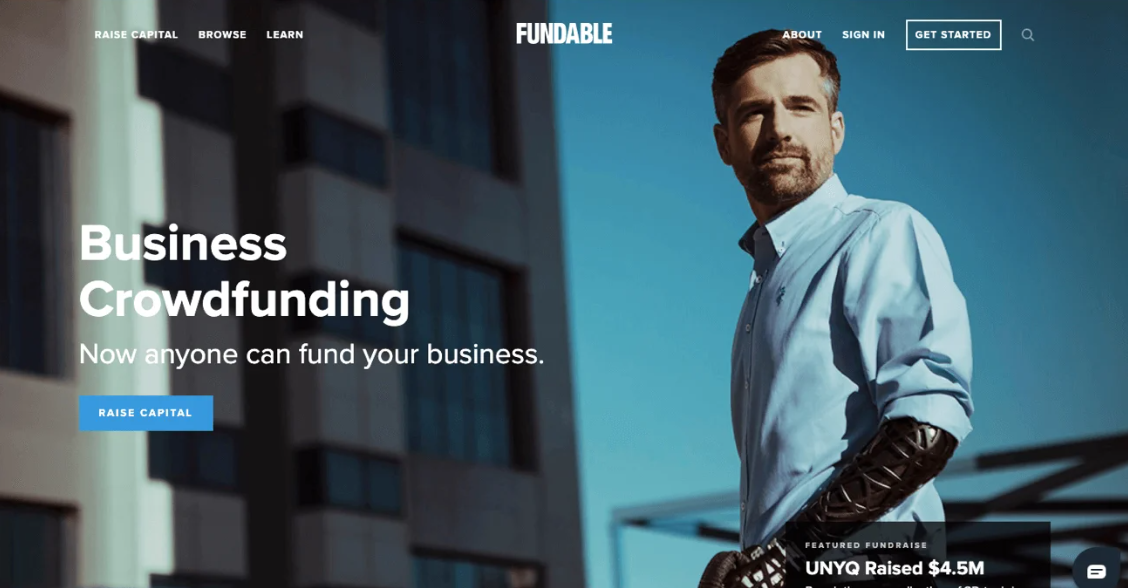 RAISE CAPITAL BROWSE LEARN FUNDABLE ABOUT SIGN IN GET STARTED
Business
Crowdfunding
Now anyone can fund your business.
RAISE CAPITAL
FEATURED FUNDRAISE
UNYQ Raised $4.5M